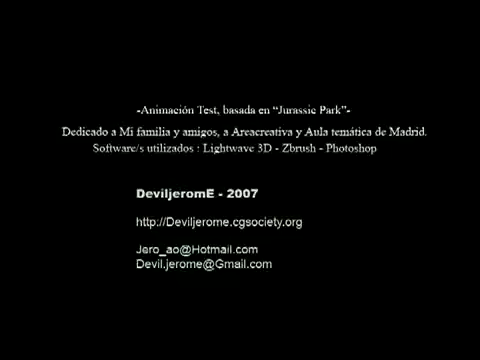 -Animación Test, basada en “Jurassic Park”-
Dedicado a Mi familia y amigos, a Areacreativa y Aula temática de Madrid.
Software/s utilizados : Lightwave 3D - Zbrush - Photoshop
DeviljeromE - 2007
http://Deviljerome.cgsociety.org
Jero_ao@Hotmail.com
Devil.jerome@Gmail.com